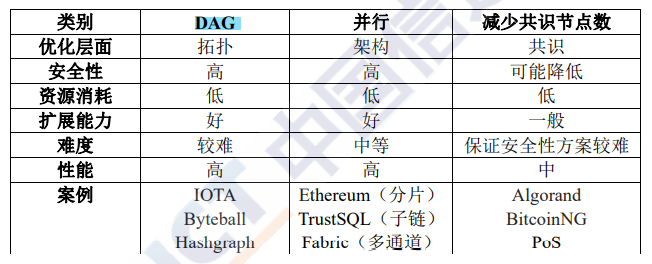 类别 DAG 并行 减少共识节点数
优化层面 拓扑 架构 共识
安全性 高 高 可能降低
资源消耗 低 低 低
扩展能力 好 好 一般
难度 较难 中等 保证安全性方案较难
性能 高 高 中
案例 IOTA Ethereum（分片） Algorand
Byteball TrustSQL（子链） BitcoinNG
Hashgraph Fabric（多通道） PoS
ICT 中国信